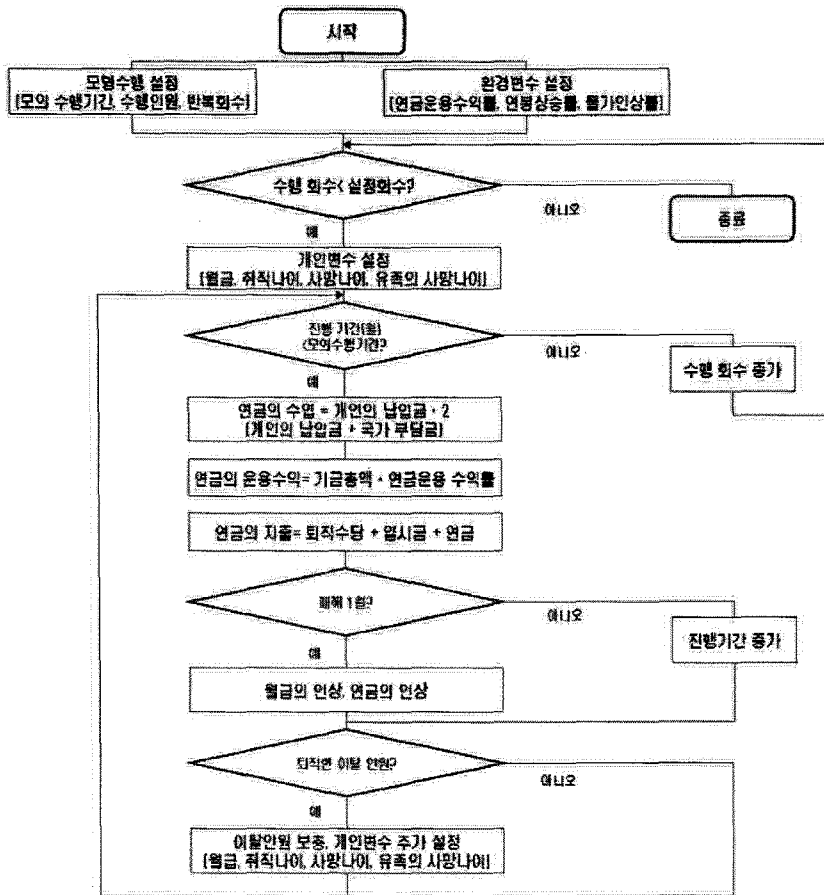 시작
모형수행 설정
[모의 수행기간, 수행인원, 반복회수]
환경변수 설정
[연금운용수익률, 연봉상승률, 물가인상률]
수행 회수< 설정회수?
아니오
종료
예
개인변수 설정
[월급, 취직나이, 사망나이, 유족의 사망나이]
진행 기간(월)
<모의수행기간?
아니오
수행 회수 증가
예
연금의 수입 = 개인의 납입금 * 2
[개인의 납입금 + 국가 부담금]
연금의 운용수익= 기금총액 * 연금운용 수익률
연금의 지출= 퇴직수당 + 일시금 + 연금
새해 1월?
아니오
진행기간 증가
예
월급의 인상, 연금의 인상
퇴직한 이탈 인원?
아니오
예
이탈인원 보충, 개인변수 추가 설정
[월급, 취직나이, 사망나이, 유족의 사망나이]